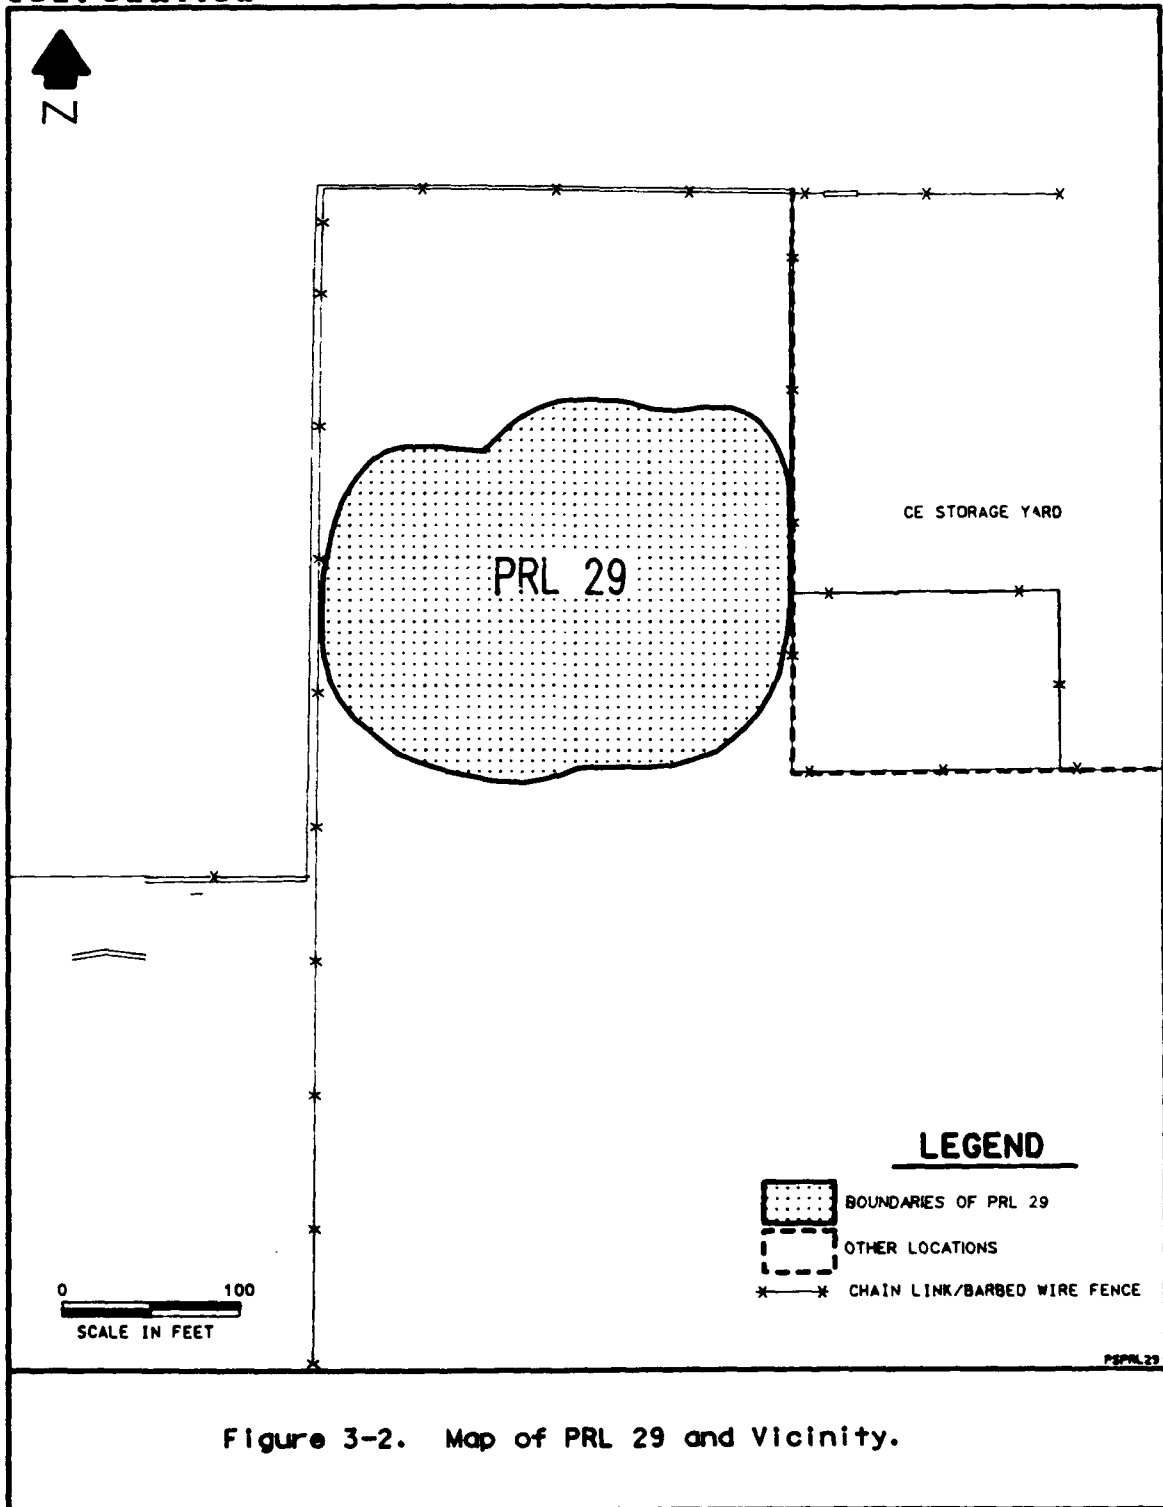 N
CE STORAGE YARD
PRL 29
LEGEND
BOUNDARIES OF PRL 29
OTHER LOCATIONS
CHAIN LINK/BARBED WIRE FENCE
0 100
SCALE IN FEET
PSPRL29
Figure 3-2. Map of PRL 29 and Vicinity.